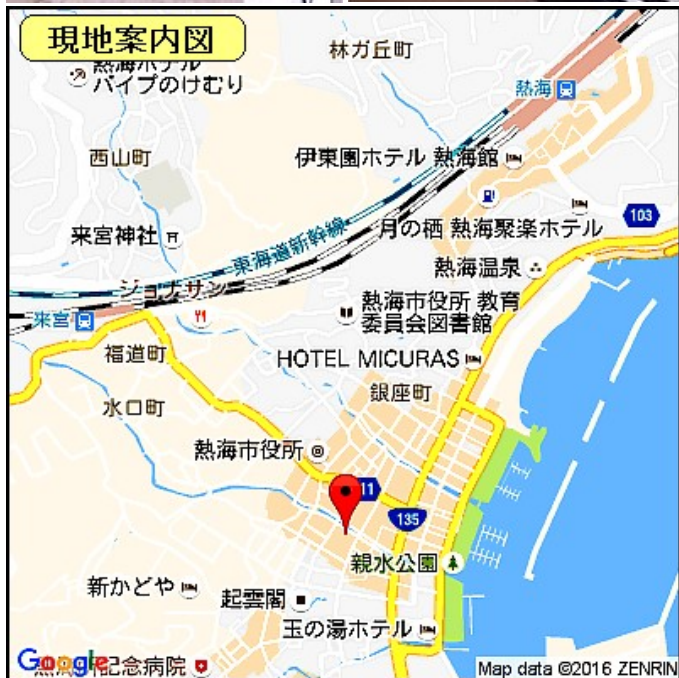 現地案内図
林ガ丘町
熱海ホテル
パイプのけむり
熱海
西山町
伊東園ホテル 熱海館
来宮神社
東海道新幹線
月の栖 熱海聚楽ホテル
103
熱海温泉
ジョナサン
来宮
熱海市役所 教育
委員会図書館
福道町
HOTEL MICURAS
銀座町
水口町
熱海市役所
11
135
親水公園
新かどや
起雲閣
玉の湯ホテル
Google
記念病院
Map data ©2016 ZENRIN